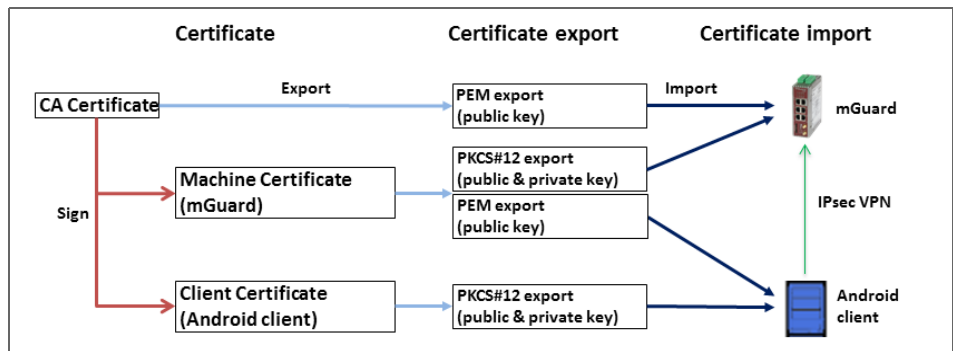 Certificate
Certificate export
Certificate import
Export
Import
CA Certificate
PEM export
(public key)
mGuard
PKCS#12 export
(public & private key)
Machine Certificate
(mGuard)
PEM export
(public key)
Sign
IPsec VPN
Client Certificate
(Android client)
PKCS#12 export
(public & private key)
Android
client